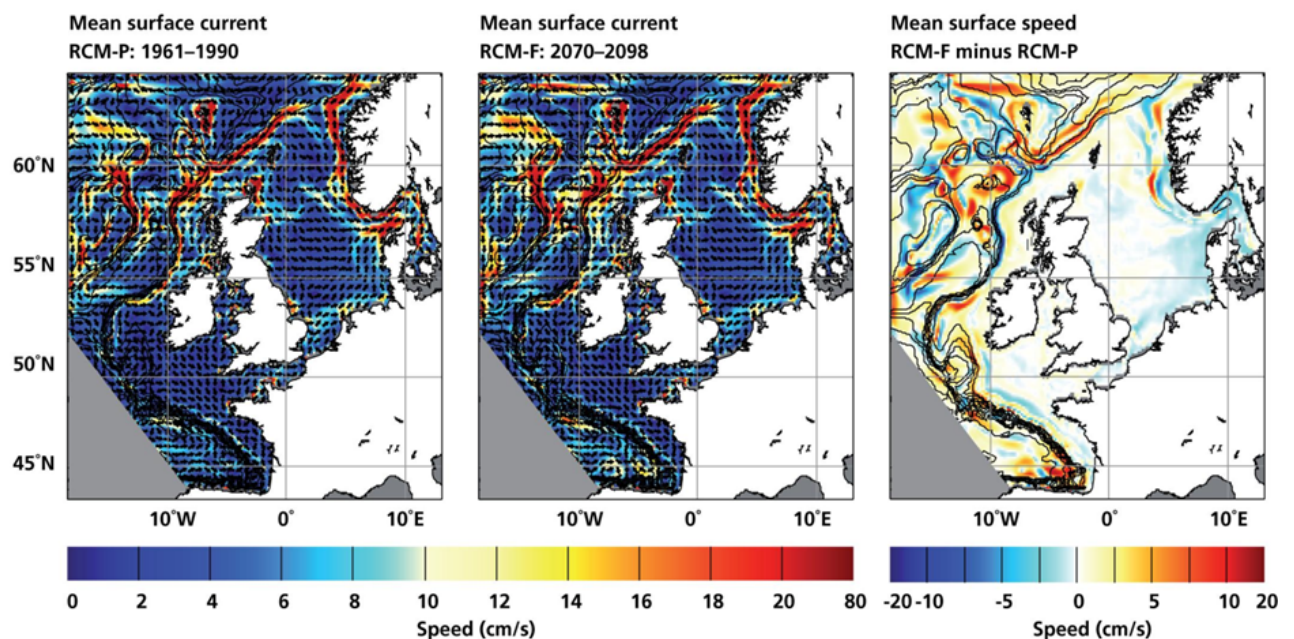 Mean surface current
RCM-P: 1961–1990
Mean surface current
RCM-F: 2070–2098
Mean surface speed
RCM-F minus RCM-P
60°N
55°N
50°N
45°N
10°W 0° 10°E
10°W 0° 10°E
10°W 0° 10°E
0 2 4 6 8 10 12 14 16 18 20 80
Speed (cm/s)
-20 -10 -5 0 5 10 20
Speed (cm/s)